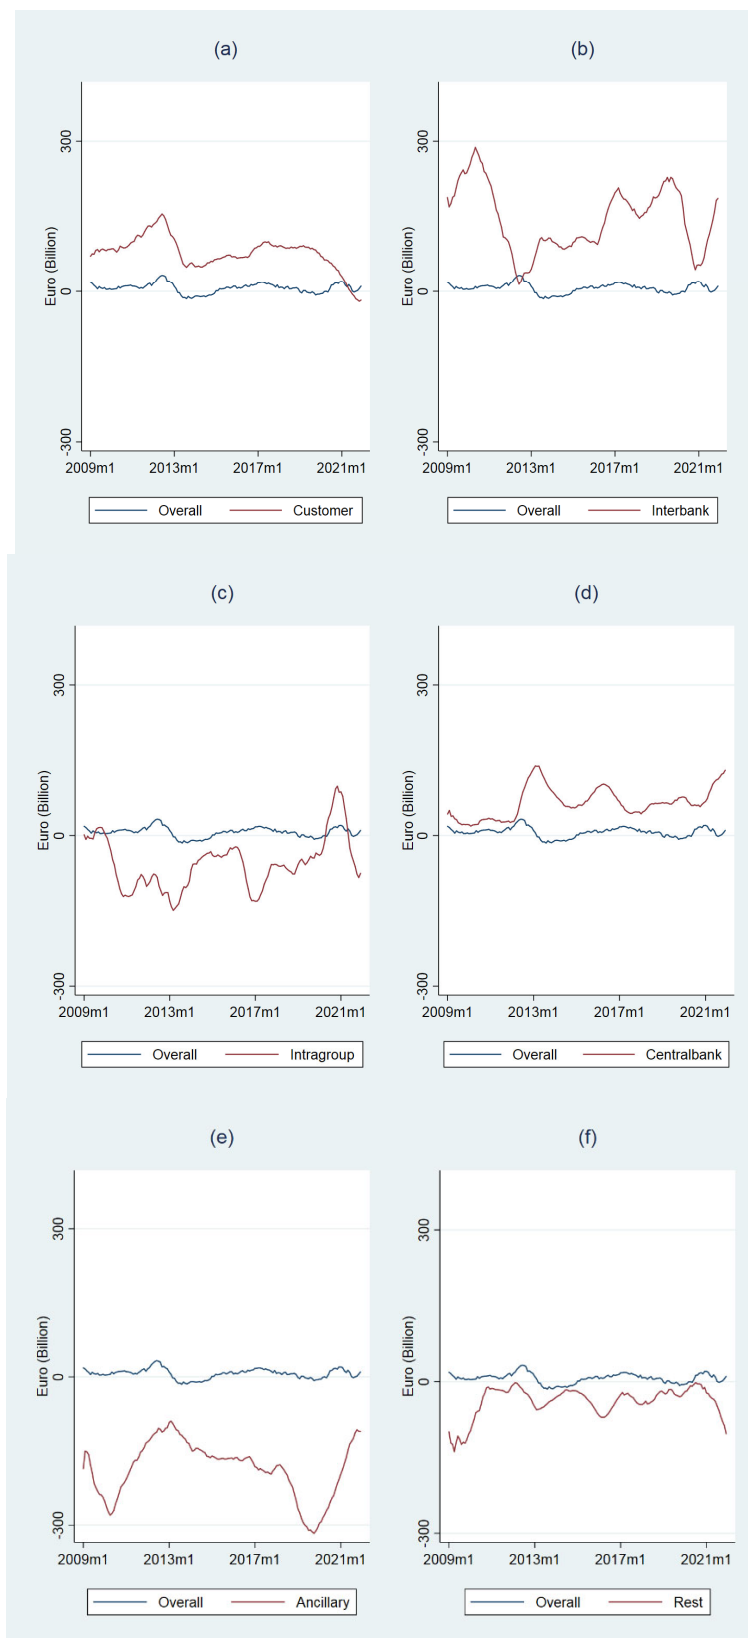 (a)
300
0
-300
Euro (Billion)
2009m1 2013m1 2017m1 2021m1
Overall Customer
(b)
300
0
-300
Euro (Billion)
2009m1 2013m1 2017m1 2021m1
Overall Interbank
(c)
300
0
-300
Euro (Billion)
2009m1 2013m1 2017m1 2021m1
Overall Intragroup
(d)
300
0
-300
Euro (Billion)
2009m1 2013m1 2017m1 2021m1
Overall Centralbank
(e)
300
0
-300
Euro (Billion)
2009m1 2013m1 2017m1 2021m1
Overall Ancillary
(f)
300
0
-300
Euro (Billion)
2009m1 2013m1 2017m1 2021m1
Overall Rest